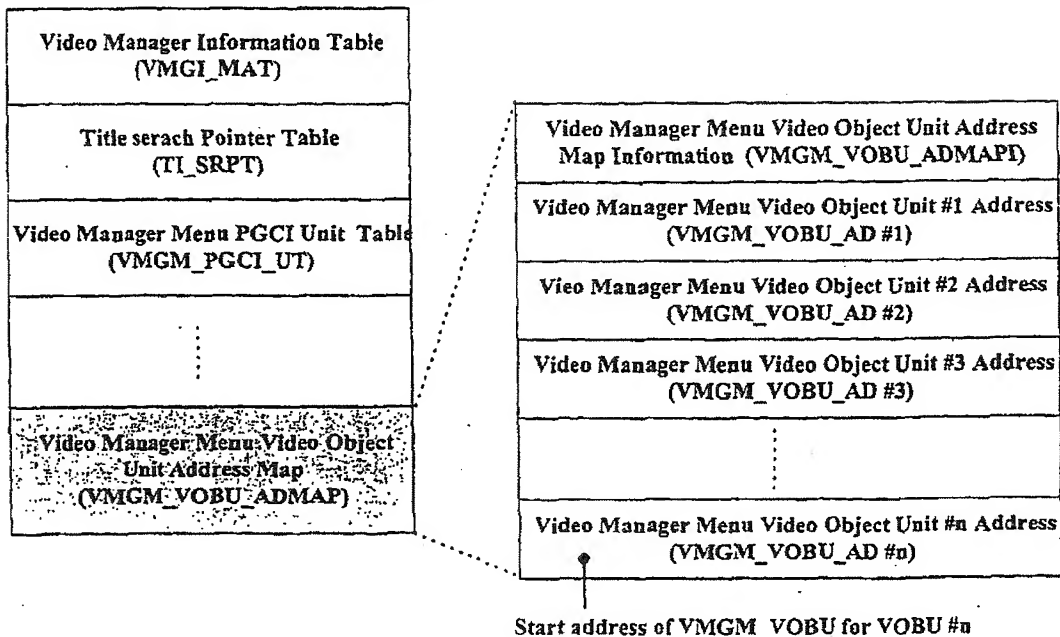 Video Manager Information Table
(VMGI_MAT)
Title serach Pointer Table
(TI_SRPT)
Video Manager Menu PGCI Unit Table
(VMGM_PGCI_UT)
Video Manager Menu Video Object
Unit Address Map
(VMGM_VOBU_ADMAP)
Video Manager Menu Video Object Unit Address
Map Information (VMGM_VOBU_ADMAPI)
Video Manager Menu Video Object Unit #1 Address
(VMGM_VOBU_AD #1)
Vieo Manager Menu Video Object Unit #2 Address
(VMGM_VOBU_AD #2)
Video Manager Menu Video Object Unit #3 Address
(VMGM_VOBU_AD #3)
Video Manager Menu Video Object Unit #n Address
(VMGM_VOBU_AD #n)
Start address of VMGM_VOBU for VOBU #n